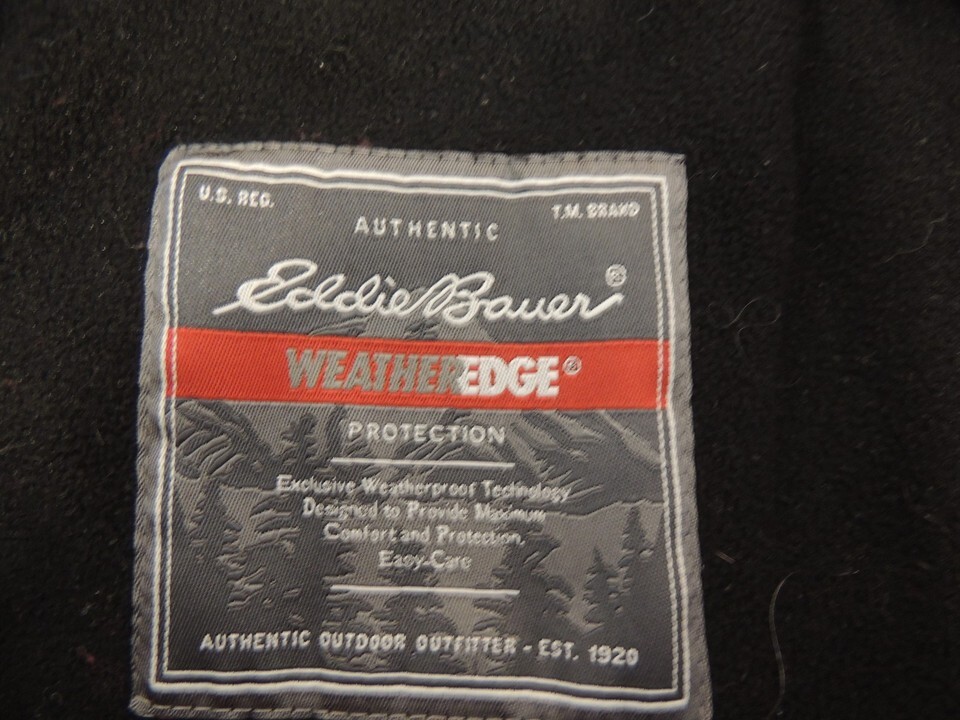 U.S. REG. T.M. BRAND
AUTHENTIC
Eddie Bauer®
WEATHEREDGE®
PROTECTION
Exclusive Weatherproof Technology
Designed to Provide Maximum
Comfort and Protection,
Easy-Care
AUTHENTIC OUTDOOR OUTFITTER - EST. 1920